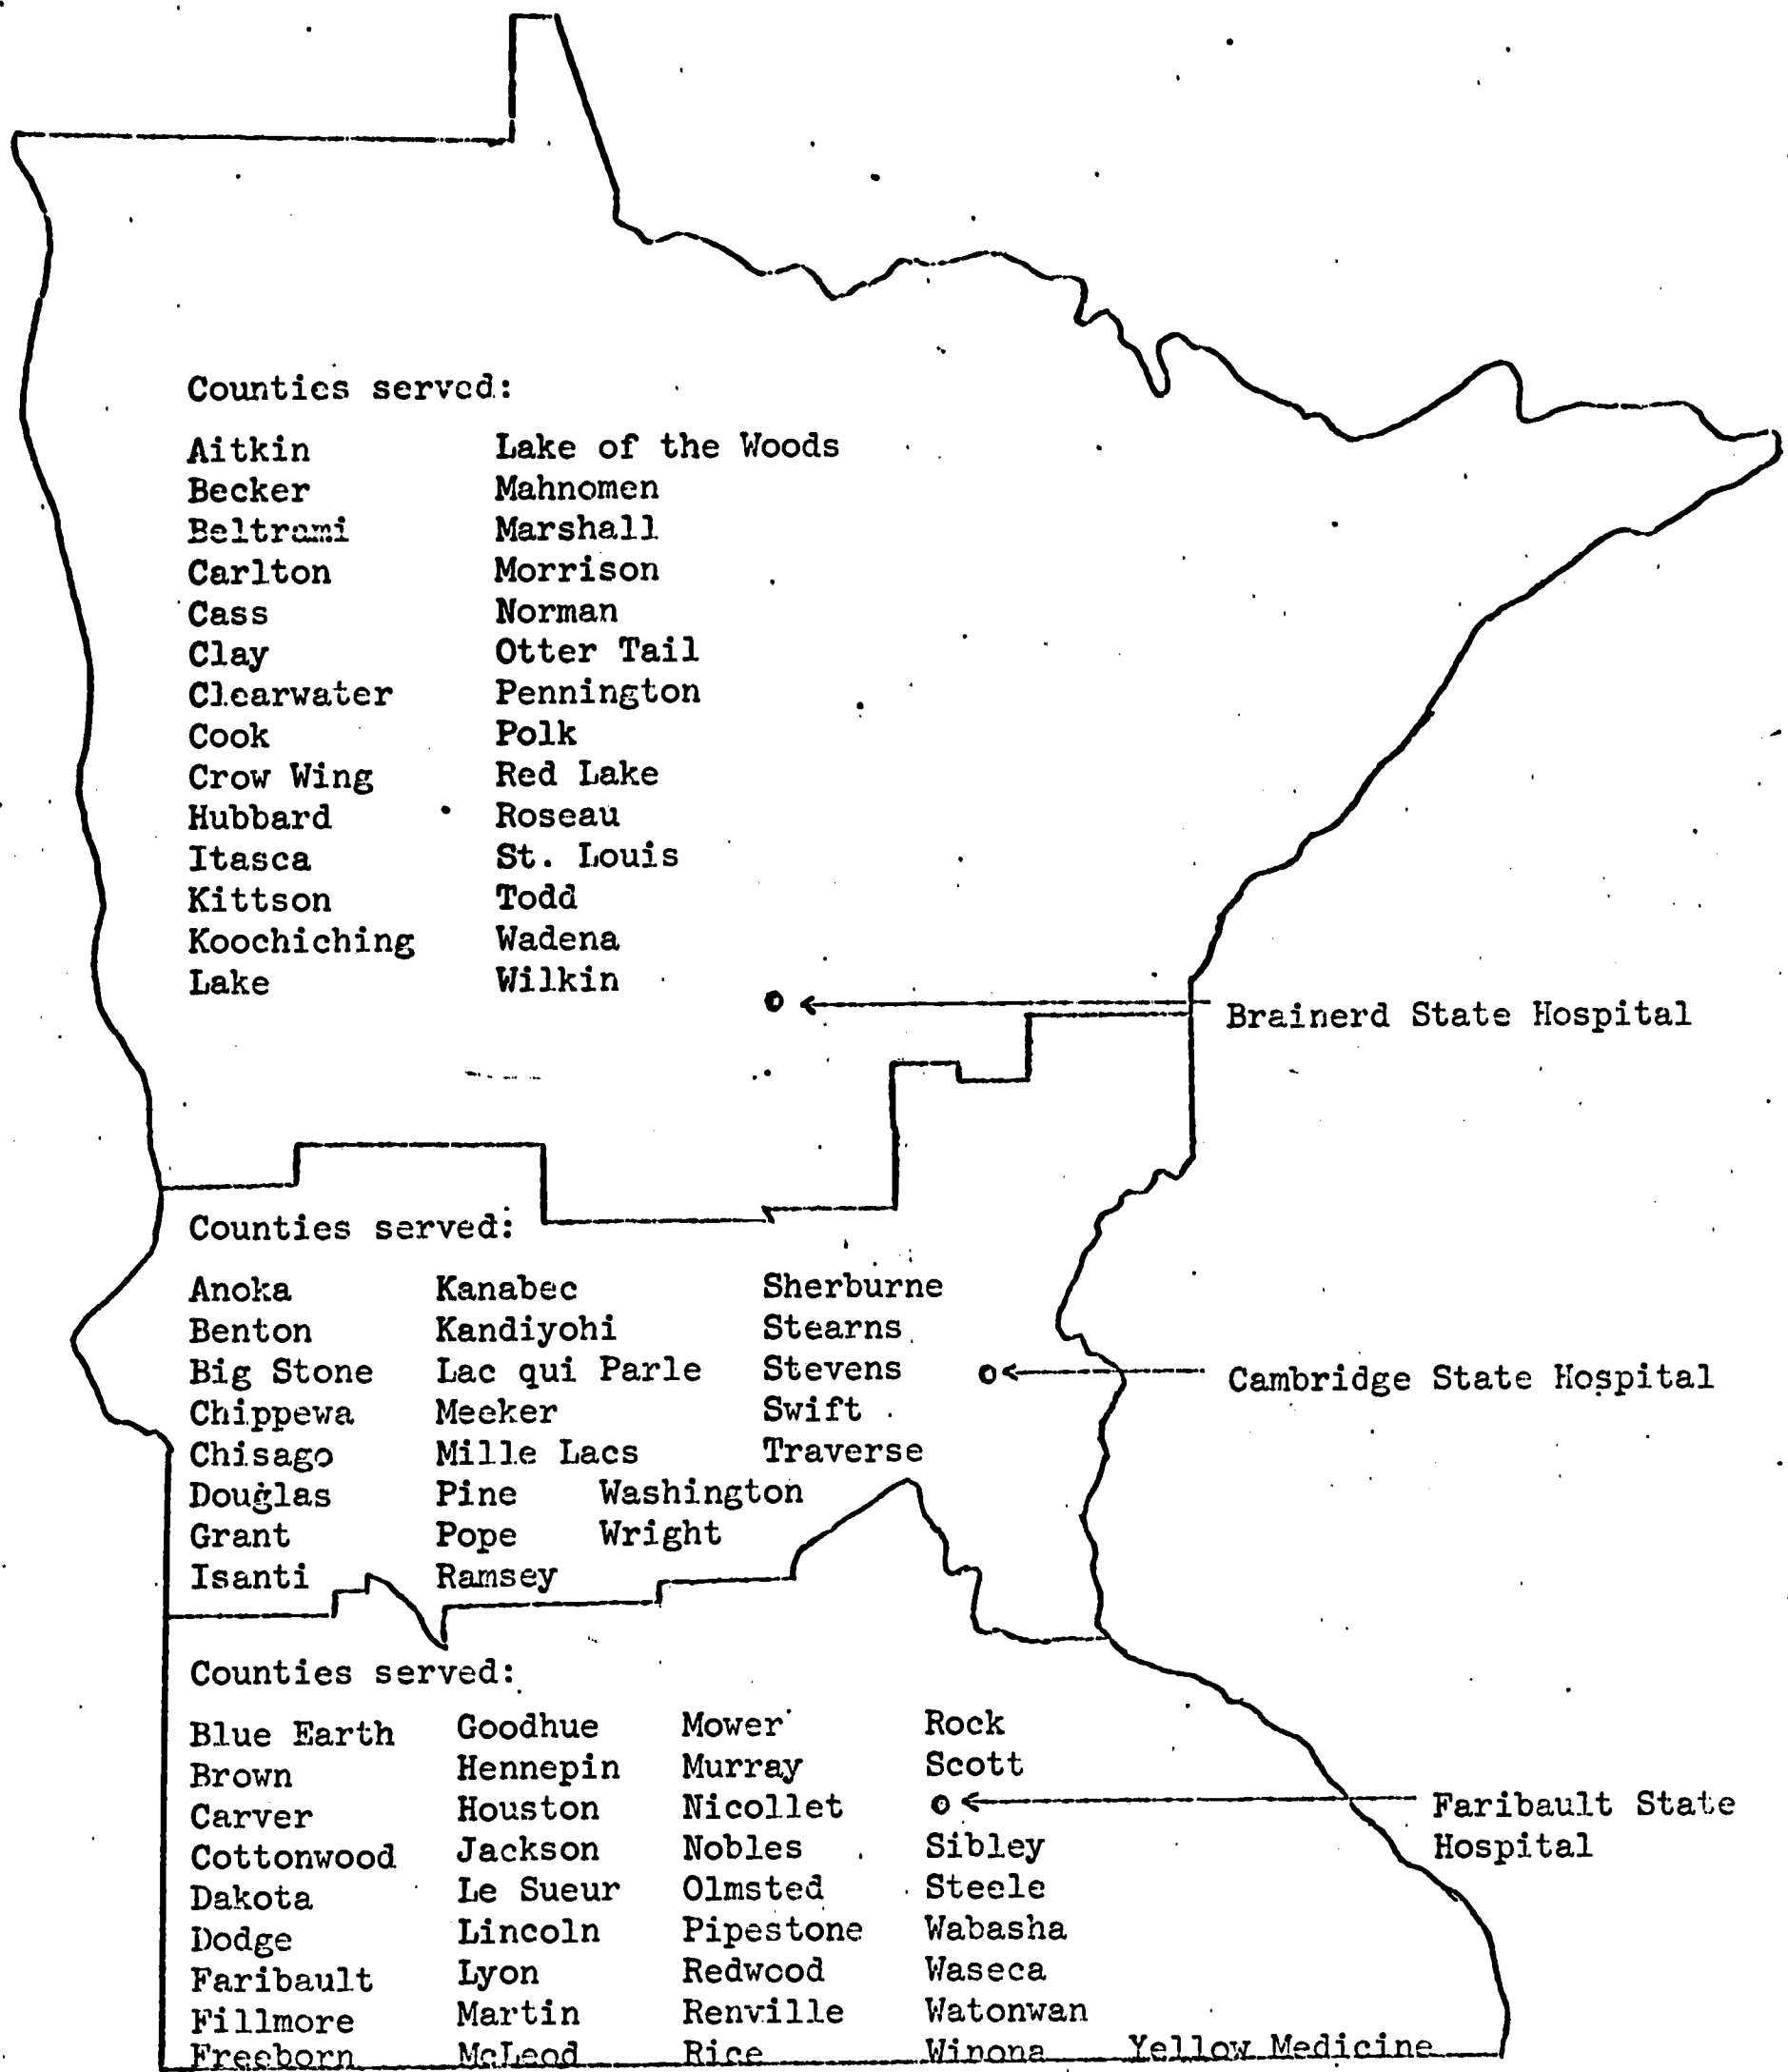 Counties served:
Aitkin Lake of the Woods
Becker Mahnomen
Beltrami Marshall
Carlton Morrison
Cass Norman
Clay Otter Tail
Clearwater Pennington
Cook Polk
Crow Wing Red Lake
Hubbard Roseau
Itasca St. Louis
Kittson Todd
Koochiching Wadena
Lake Wilkin
Brainerd State Hospital
Counties served:
Anoka Kanabec Sherburne
Benton Kandiyohi Stearns
Big Stone Lac qui Parle Stevens
Cambridge State Hospital
Chippewa Meeker Swift
Chisago Mille Lacs Traverse
Douglas Pine Washington
Grant Pope Wright
Isanti Ramsey
Counties served:
Blue Earth Goodhue Mower Rock
Brown Hennepin Murray Scott
Carver Houston Nicollet
Faribault State
Hospital
Cottonwood Jackson Nobles Sibley
Dakota Le Sueur Olmsted Steele
Dodge Lincoln Pipestone Wabasha
Faribault Lyon Redwood Waseca
Fillmore Martin Renville Watonwan
Freeborn McLeod Rice Winona Yellow Medicine